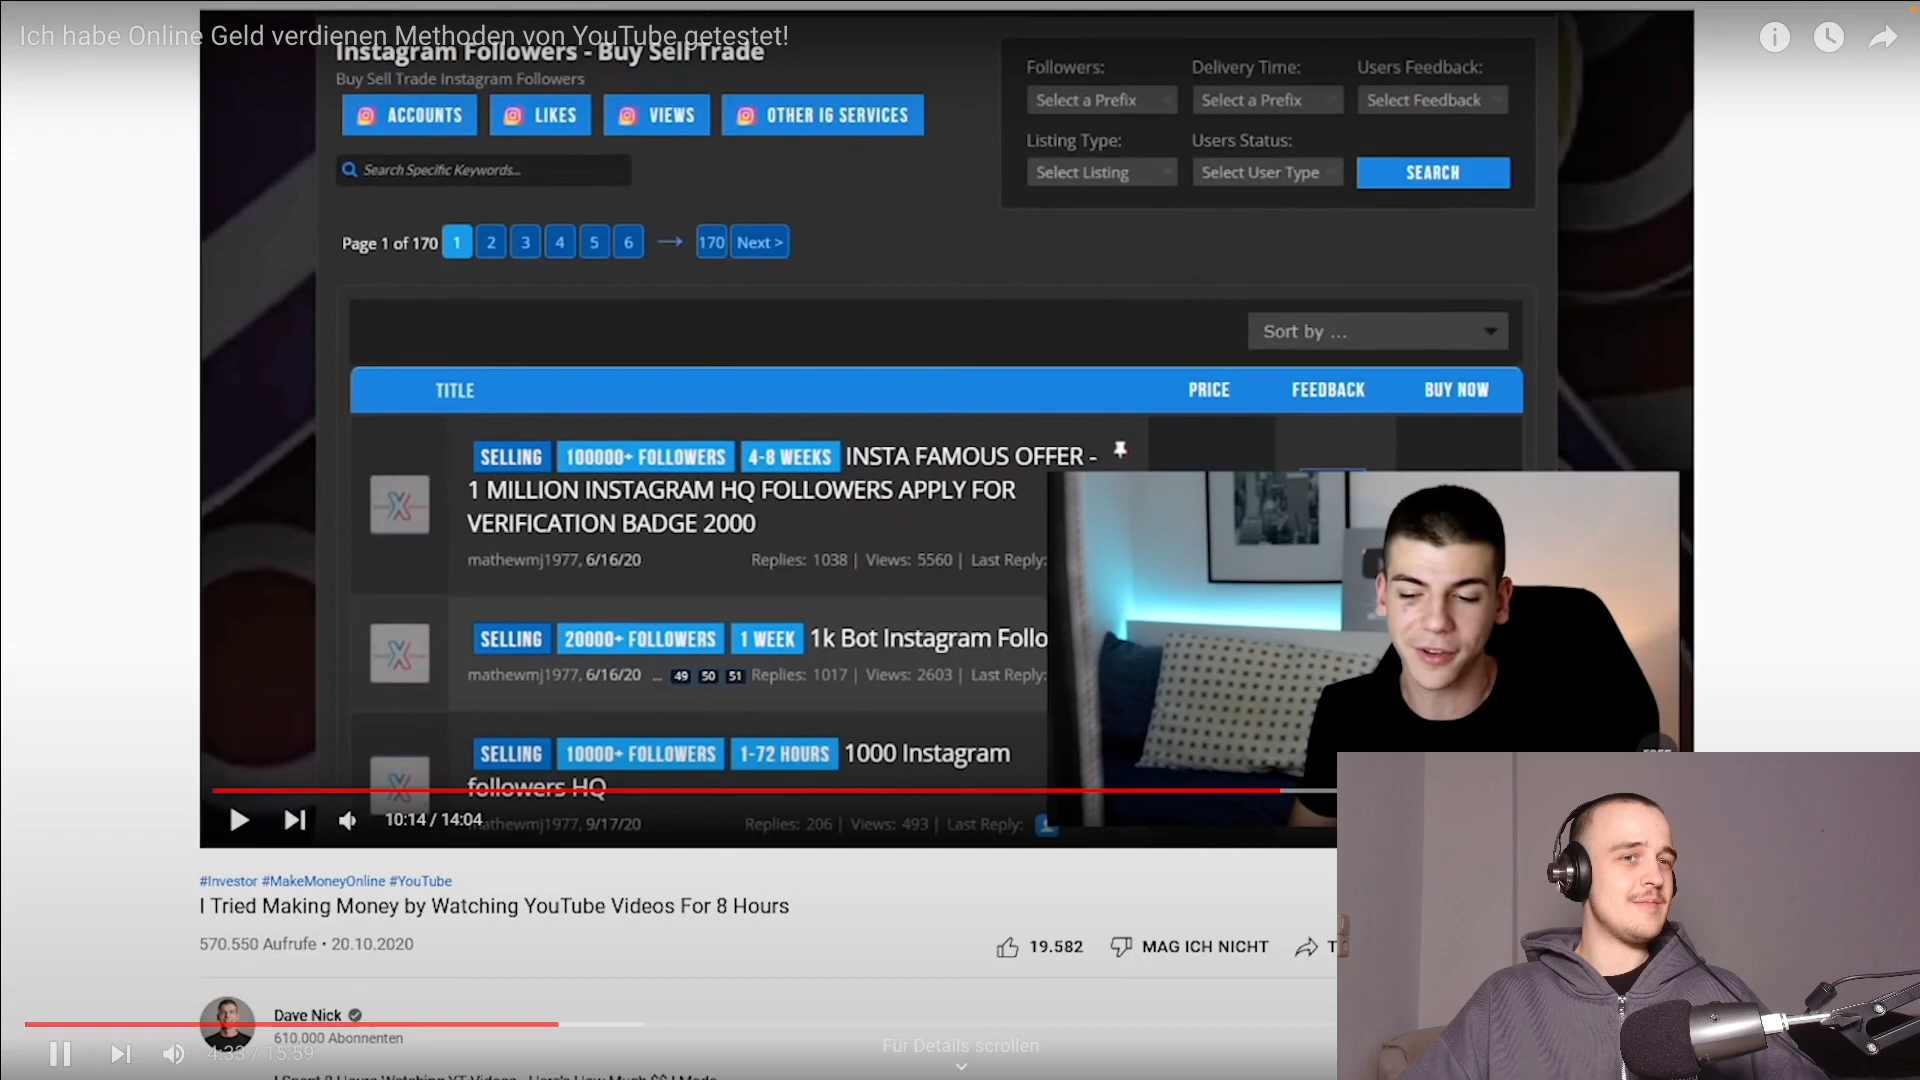 Ich habe Online Geld verdienen Methoden von YouTube getestet!
Instagram Followers - Buy Sell Trade
Buy Sell Trade Instagram Followers
ACCOUNTS
LIKES
VIEWS
OTHER IG SERVICES
Search Specific Keywords...
Followers:
Delivery Time:
Users Feedback:
Select a Prefix
Select a Prefix
Select Feedback
Listing Type:
Users Status:
Select Listing
Select User Type
SEARCH
Page 1 of 170 1 2 3 4 5 6 → 170 Next >
Sort by ...
TITLE PRICE FEEDBACK BUY NOW
SELLING 100000+ FOLLOWERS 4-8 WEEKS INSTA FAMOUS OFFER -
1 MILLION INSTAGRAM HQ FOLLOWERS APPLY FOR
VERIFICATION BADGE 2000
mathewmj1977, 6/16/20 Replies: 1038 | Views: 5560 | Last Reply:
SELLING 20000+ FOLLOWERS 1 WEEK 1k Bot Instagram Follo
mathewmj1977, 6/16/20 ... 49 50 51 Replies: 1017 | Views: 2603 | Last Reply:
SELLING 10000+ FOLLOWERS 1-72 HOURS 1000 Instagram
followers HQ
10:14 / 14:04
mathewmj1977, 9/17/20 Replies: 206 | Views: 493 | Last Reply:
#Investor #MakeMoneyOnline #YouTube
I Tried Making Money by Watching YouTube Videos For 8 Hours
570.550 Aufrufe • 20.10.2020
19.582
MAG ICH NICHT
Dave Nick
610.000 Abonnenten
4:33 / 15:59
Für Details scrollen